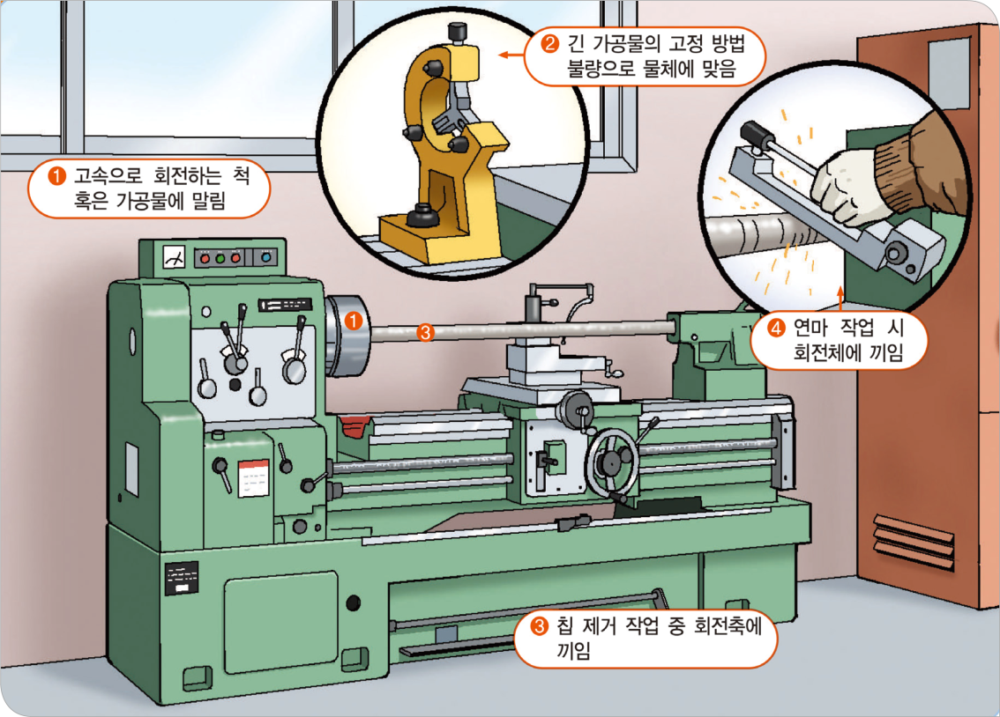 ❶ 고속으로 회전하는 척
혹은 가공물에 말림
❷ 긴 가공물의 고정 방법
불량으로 물체에 맞음
❶
❸
❹ 연마 작업 시
회전체에 끼임
❸ 칩 제거 작업 중 회전축에
끼임